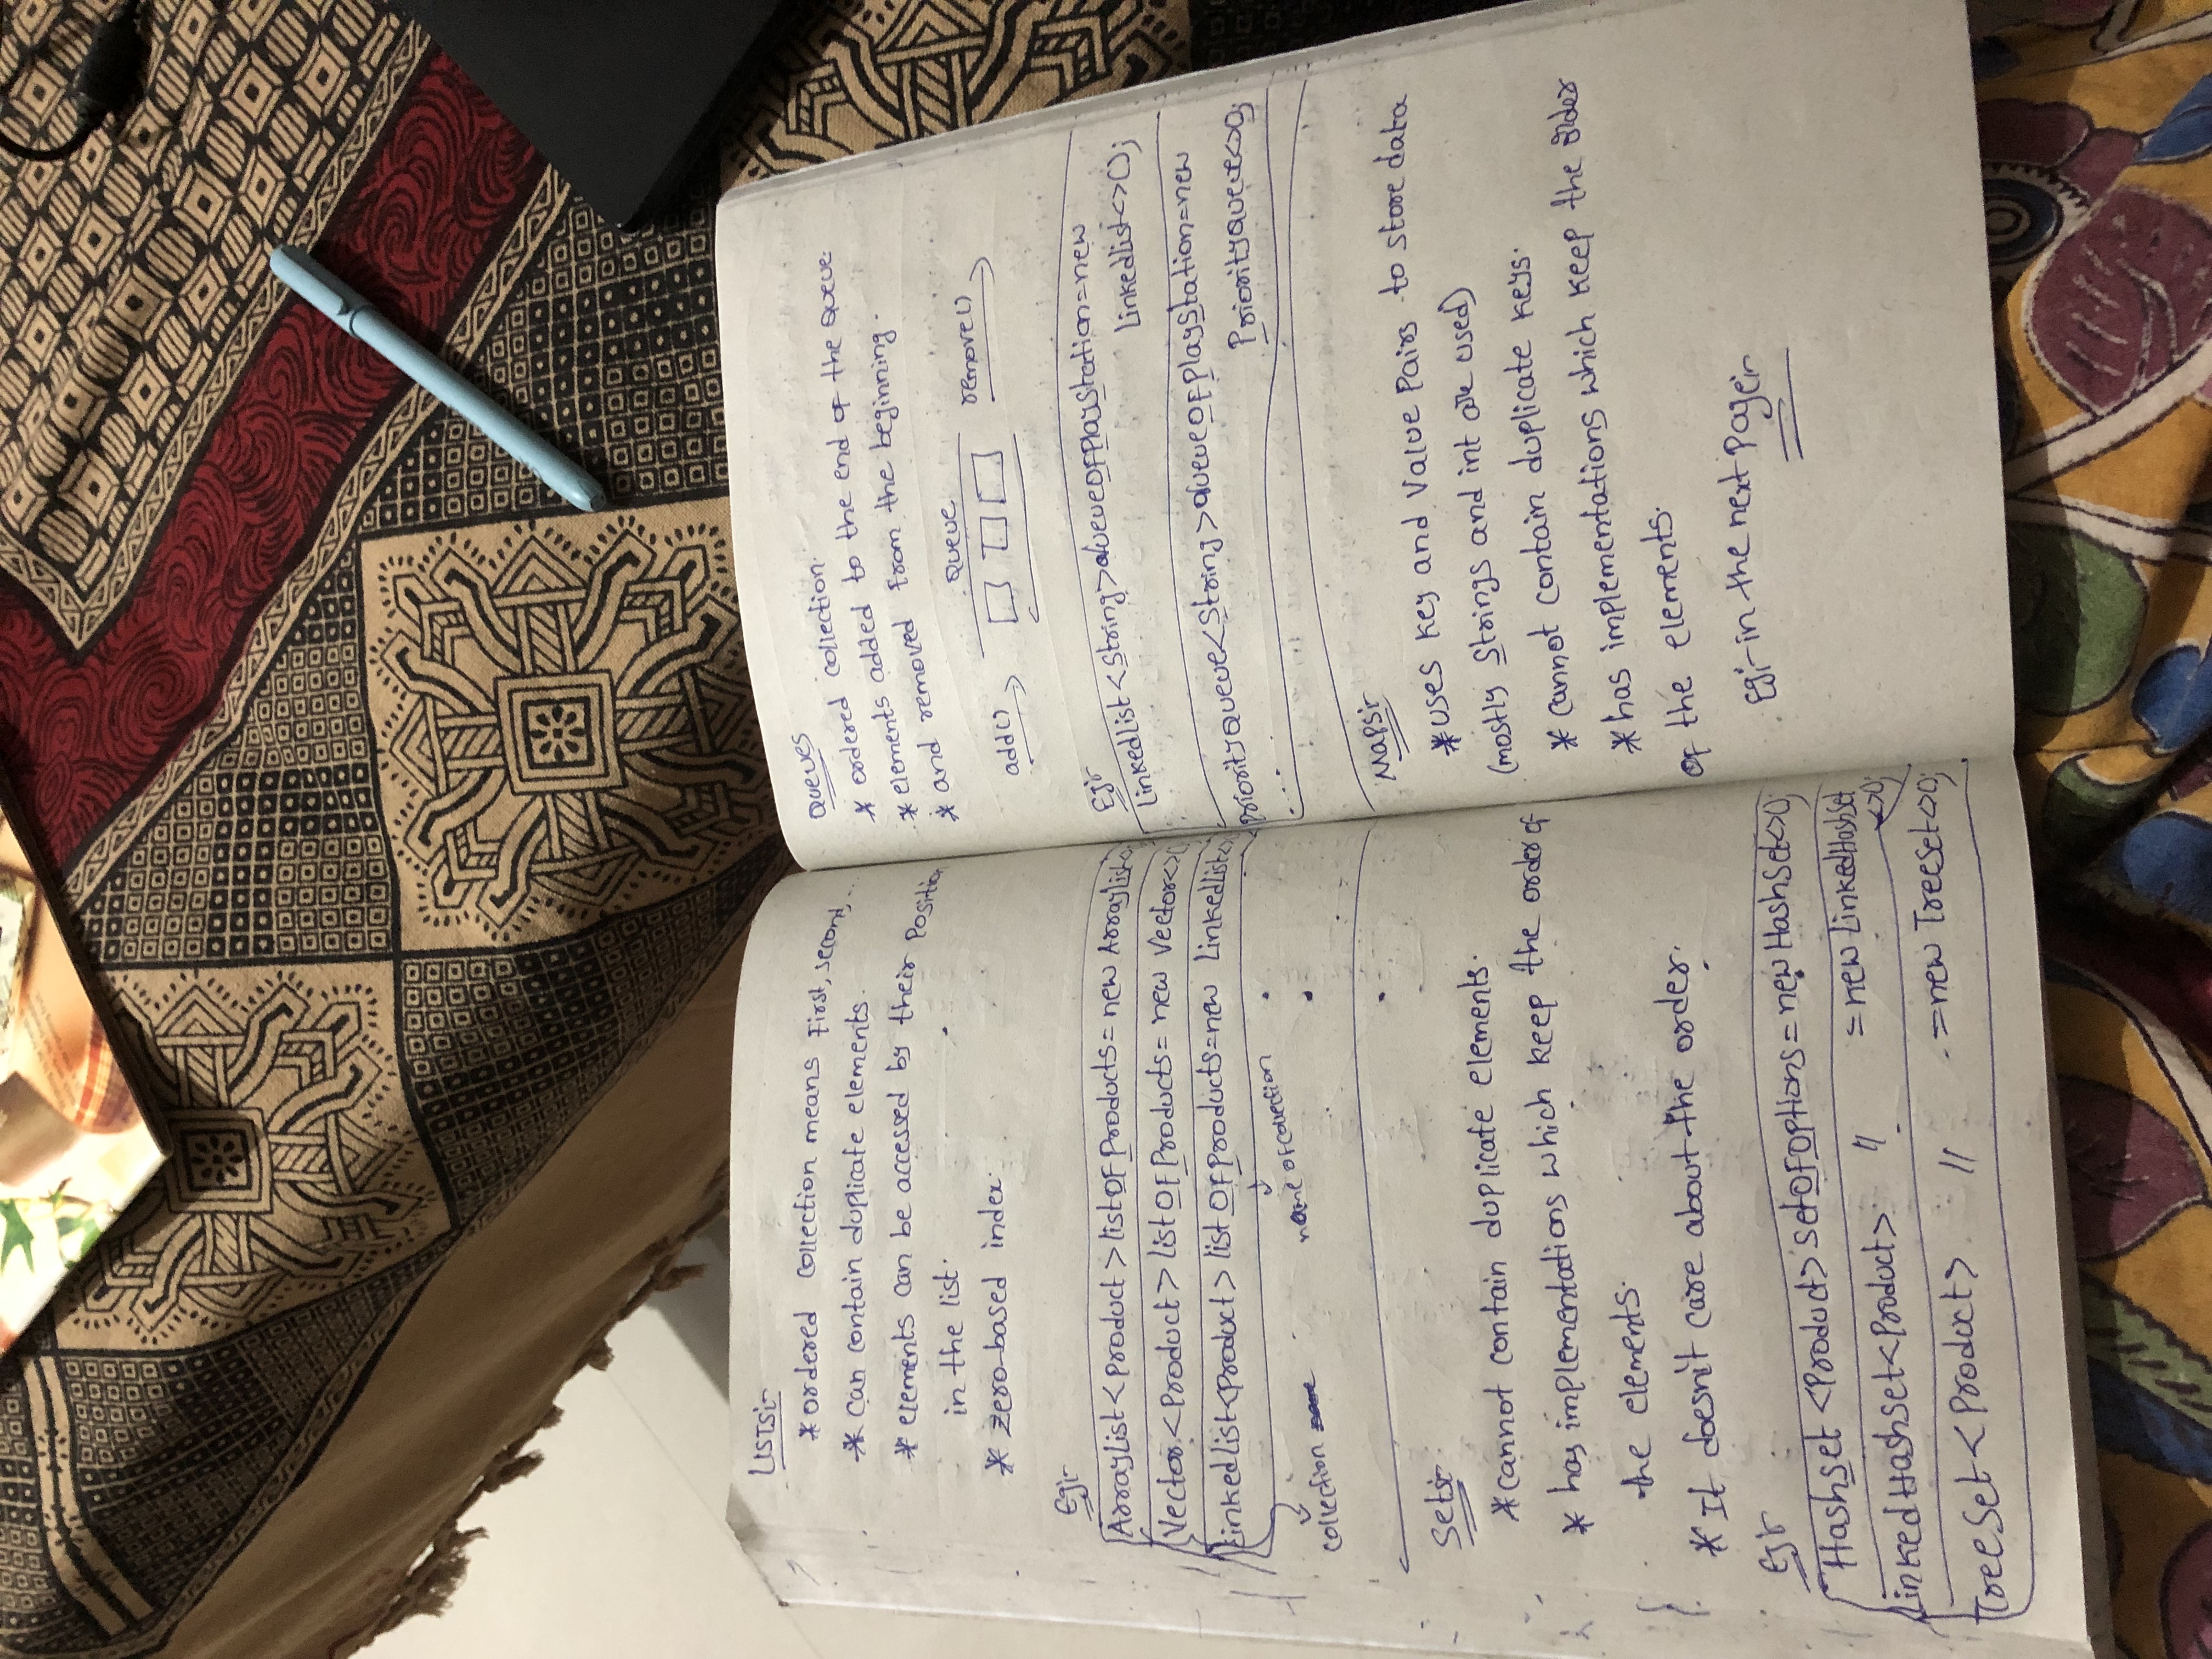 LISTS:-
* ordered collection means First, second, ...
* can contain duplicate elements.
* elements can be accessed by their position
in the list.
* zero-based index.
Eg:-
ArrayList<Product> listOfProducts= new ArrayList<>
Vector<Product> listOfProducts= new Vector<>()
LinkedList<Product> listOfProducts=new LinkedList<>
collection
name of collection
Sets:-
* cannot contain duplicate elements.
* has implementations which keep the order of
the elements.
* It doesn't care about the order.
Eg:-
HashSet <Product> SetOfOptions = new HashSet<>();
LinkedHashSet<Product> " =new LinkedHashSet
<>();
TreeSet<Product> " =new TreeSet<>();
Queues
* ordered collection.
* elements added to the end of the queue.
* and removed from the beginning.
Queue
add()
remove()
Eg:-
LinkedList<String>queueOfPlayStation=new
LinkedList<>();
PriorityQueue<String>queueOfPlayStation=new
PriorityQueue<>();
....
Maps:-
*uses key and Value Pairs to store data
(mostly Strings and int are used)
* cannot contain duplicate keys.
* has implementations which keep the order
of the elements.
Eg:-in the next Page:-